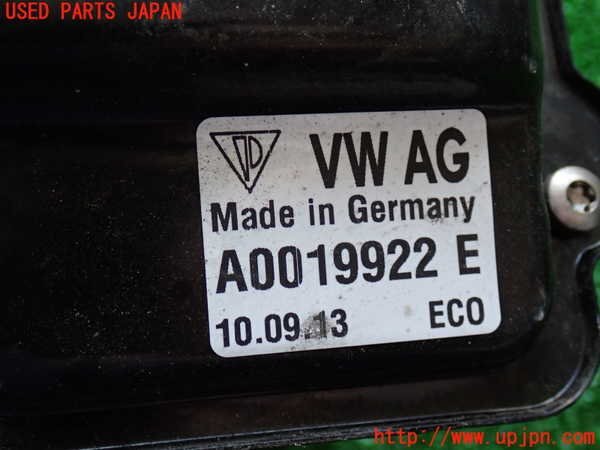 USED PARTS JAPAN
VW AG
Made in Germany
A0019922 E
10.09.13 ECO
http://www.upjpn.com/